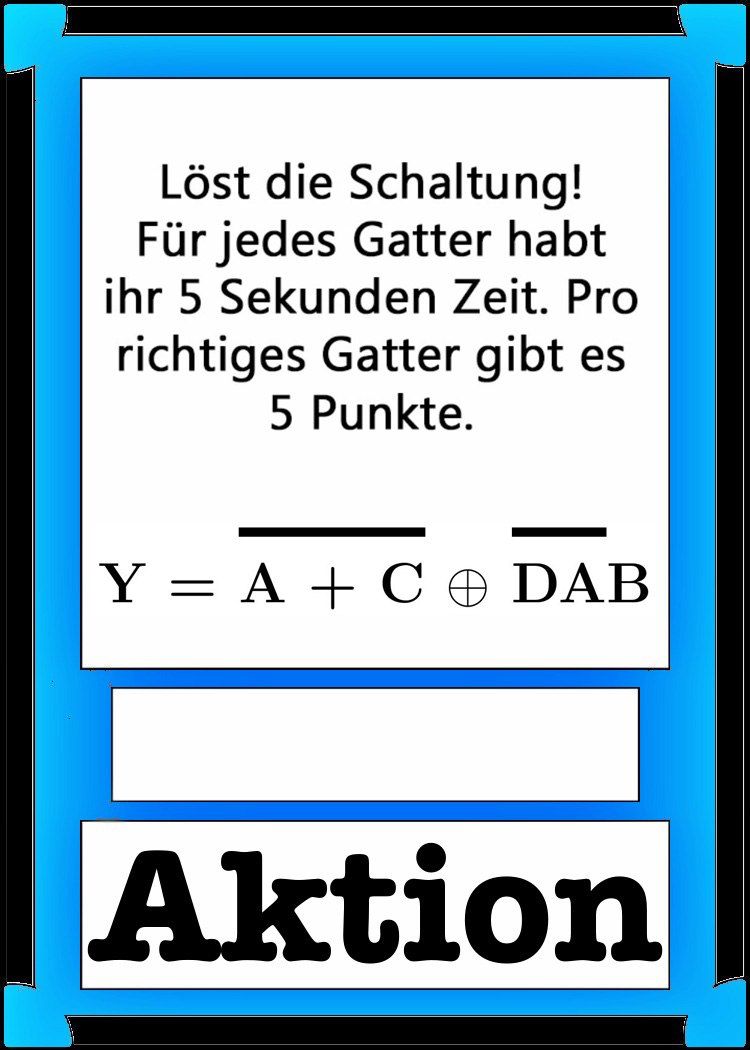 Löst die Schaltung!
Für jedes Gatter habt
ihr 5 Sekunden Zeit. Pro
richtiges Gatter gibt es
5 Punkte.
Y = A̅ ̅+̅ ̅C̅ ⊕ D̅A̅B
Aktion